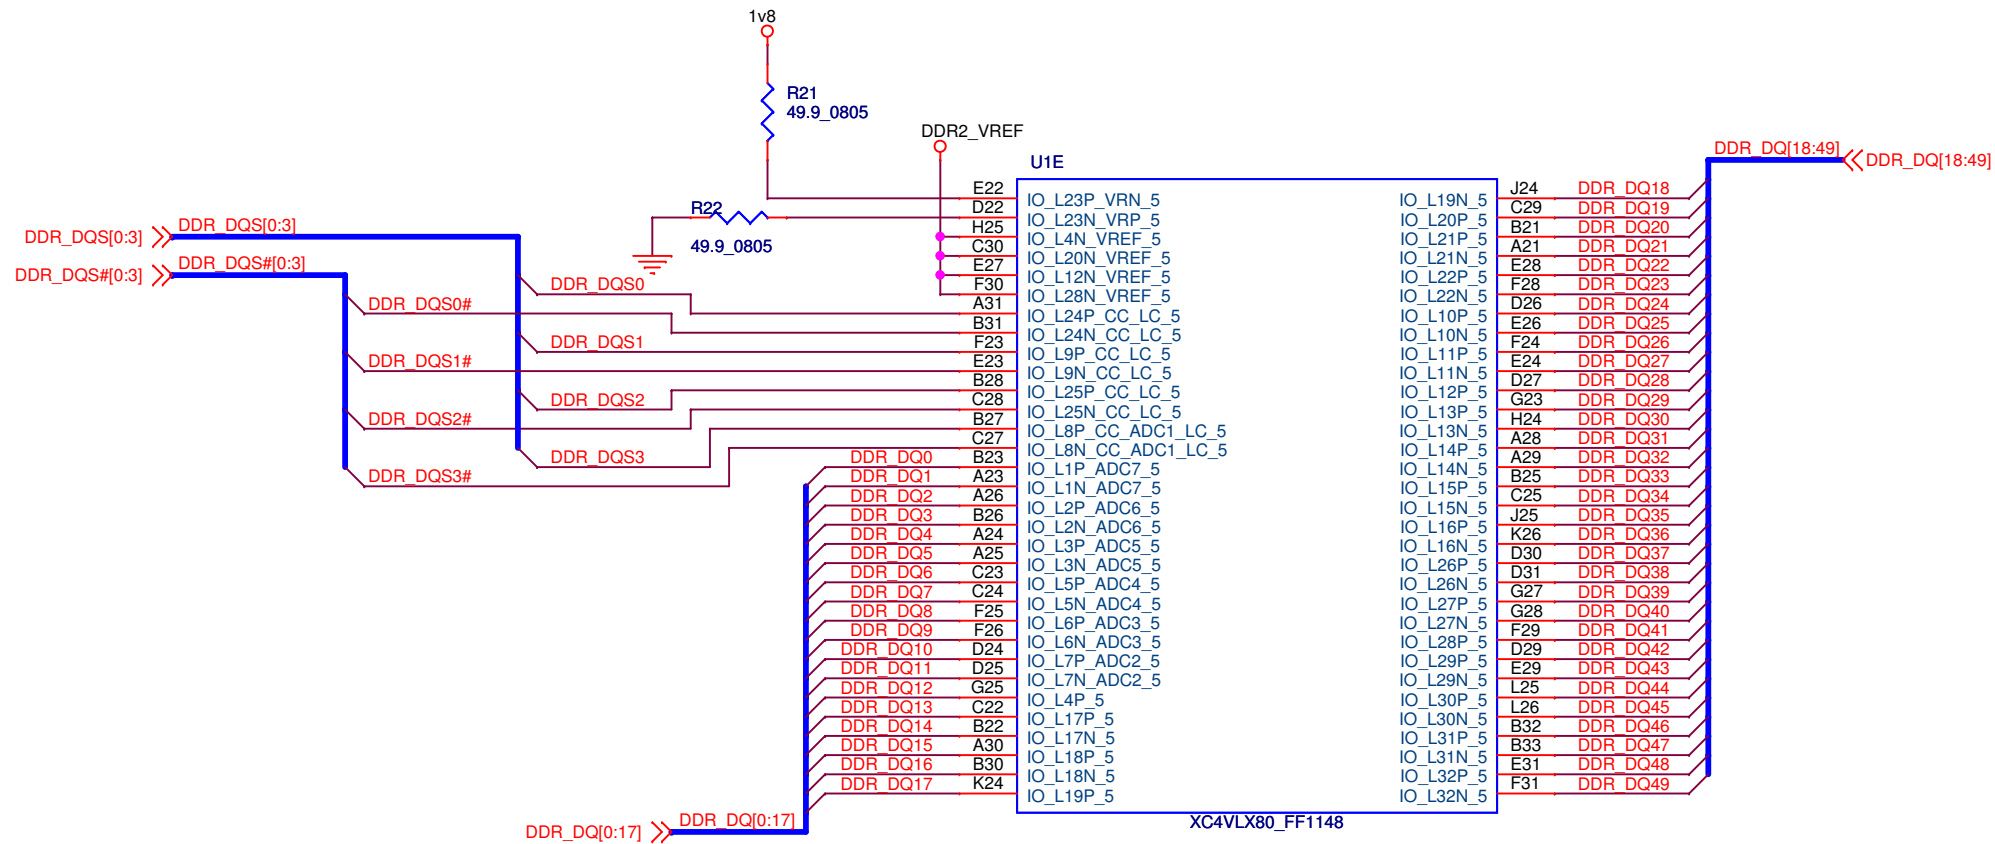 1v8
R21
49.9_0805
DDR2_VREF
U1E
R22
49.9_0805
DDR_DQS[0:3] DDR_DQS[0:3]
DDR_DQS#[0:3] DDR_DQS#[0:3]
DDR_DQS0
DDR_DQS0#
DDR_DQS1
DDR_DQS1#
DDR_DQS2
DDR_DQS2#
DDR_DQS3
DDR_DQS3#
E22 IO_L23P_VRN_5
D22 IO_L23N_VRP_5
H25 IO_L4N_VREF_5
C30 IO_L20N_VREF_5
E27 IO_L12N_VREF_5
F30 IO_L28N_VREF_5
A31 IO_L24P_CC_LC_5
B31 IO_L24N_CC_LC_5
F23 IO_L9P_CC_LC_5
E23 IO_L9N_CC_LC_5
B28 IO_L25P_CC_LC_5
C28 IO_L25N_CC_LC_5
B27 IO_L8P_CC_ADC1_LC_5
C27 IO_L8N_CC_ADC1_LC_5
DDR_DQ0 B23 IO_L1P_ADC7_5
DDR_DQ1 A23 IO_L1N_ADC7_5
DDR_DQ2 A26 IO_L2P_ADC6_5
DDR_DQ3 B26 IO_L2N_ADC6_5
DDR_DQ4 A24 IO_L3P_ADC5_5
DDR_DQ5 A25 IO_L3N_ADC5_5
DDR_DQ6 C23 IO_L5P_ADC4_5
DDR_DQ7 C24 IO_L5N_ADC4_5
DDR_DQ8 F25 IO_L6P_ADC3_5
DDR_DQ9 F26 IO_L6N_ADC3_5
DDR_DQ10 D24 IO_L7P_ADC2_5
DDR_DQ11 D25 IO_L7N_ADC2_5
DDR_DQ12 G25 IO_L4P_5
DDR_DQ13 C22 IO_L17P_5
DDR_DQ14 B22 IO_L17N_5
DDR_DQ15 A30 IO_L18P_5
DDR_DQ16 B30 IO_L18N_5
DDR_DQ17 K24 IO_L19P_5
DDR_DQ[0:17] DDR_DQ[0:17]
DDR_DQ[18:49] DDR_DQ[18:49]
IO_L19N_5 J24 DDR_DQ18
IO_L20P_5 C29 DDR_DQ19
IO_L21P_5 B21 DDR_DQ20
IO_L21N_5 A21 DDR_DQ21
IO_L22P_5 E28 DDR_DQ22
IO_L22N_5 F28 DDR_DQ23
IO_L10P_5 D26 DDR_DQ24
IO_L10N_5 E26 DDR_DQ25
IO_L11P_5 F24 DDR_DQ26
IO_L11N_5 E24 DDR_DQ27
IO_L12P_5 D27 DDR_DQ28
IO_L13P_5 G23 DDR_DQ29
IO_L13N_5 H24 DDR_DQ30
IO_L14P_5 A28 DDR_DQ31
IO_L14N_5 A29 DDR_DQ32
IO_L15P_5 B25 DDR_DQ33
IO_L15N_5 C25 DDR_DQ34
IO_L16P_5 J25 DDR_DQ35
IO_L16N_5 K26 DDR_DQ36
IO_L26P_5 D30 DDR_DQ37
IO_L26N_5 D31 DDR_DQ38
IO_L27P_5 G27 DDR_DQ39
IO_L27N_5 G28 DDR_DQ40
IO_L28P_5 F29 DDR_DQ41
IO_L29P_5 D29 DDR_DQ42
IO_L29N_5 E29 DDR_DQ43
IO_L30P_5 L25 DDR_DQ44
IO_L30N_5 L26 DDR_DQ45
IO_L31P_5 B32 DDR_DQ46
IO_L31N_5 B33 DDR_DQ47
IO_L32P_5 E31 DDR_DQ48
IO_L32N_5 F31 DDR_DQ49
XC4VLX80_FF1148